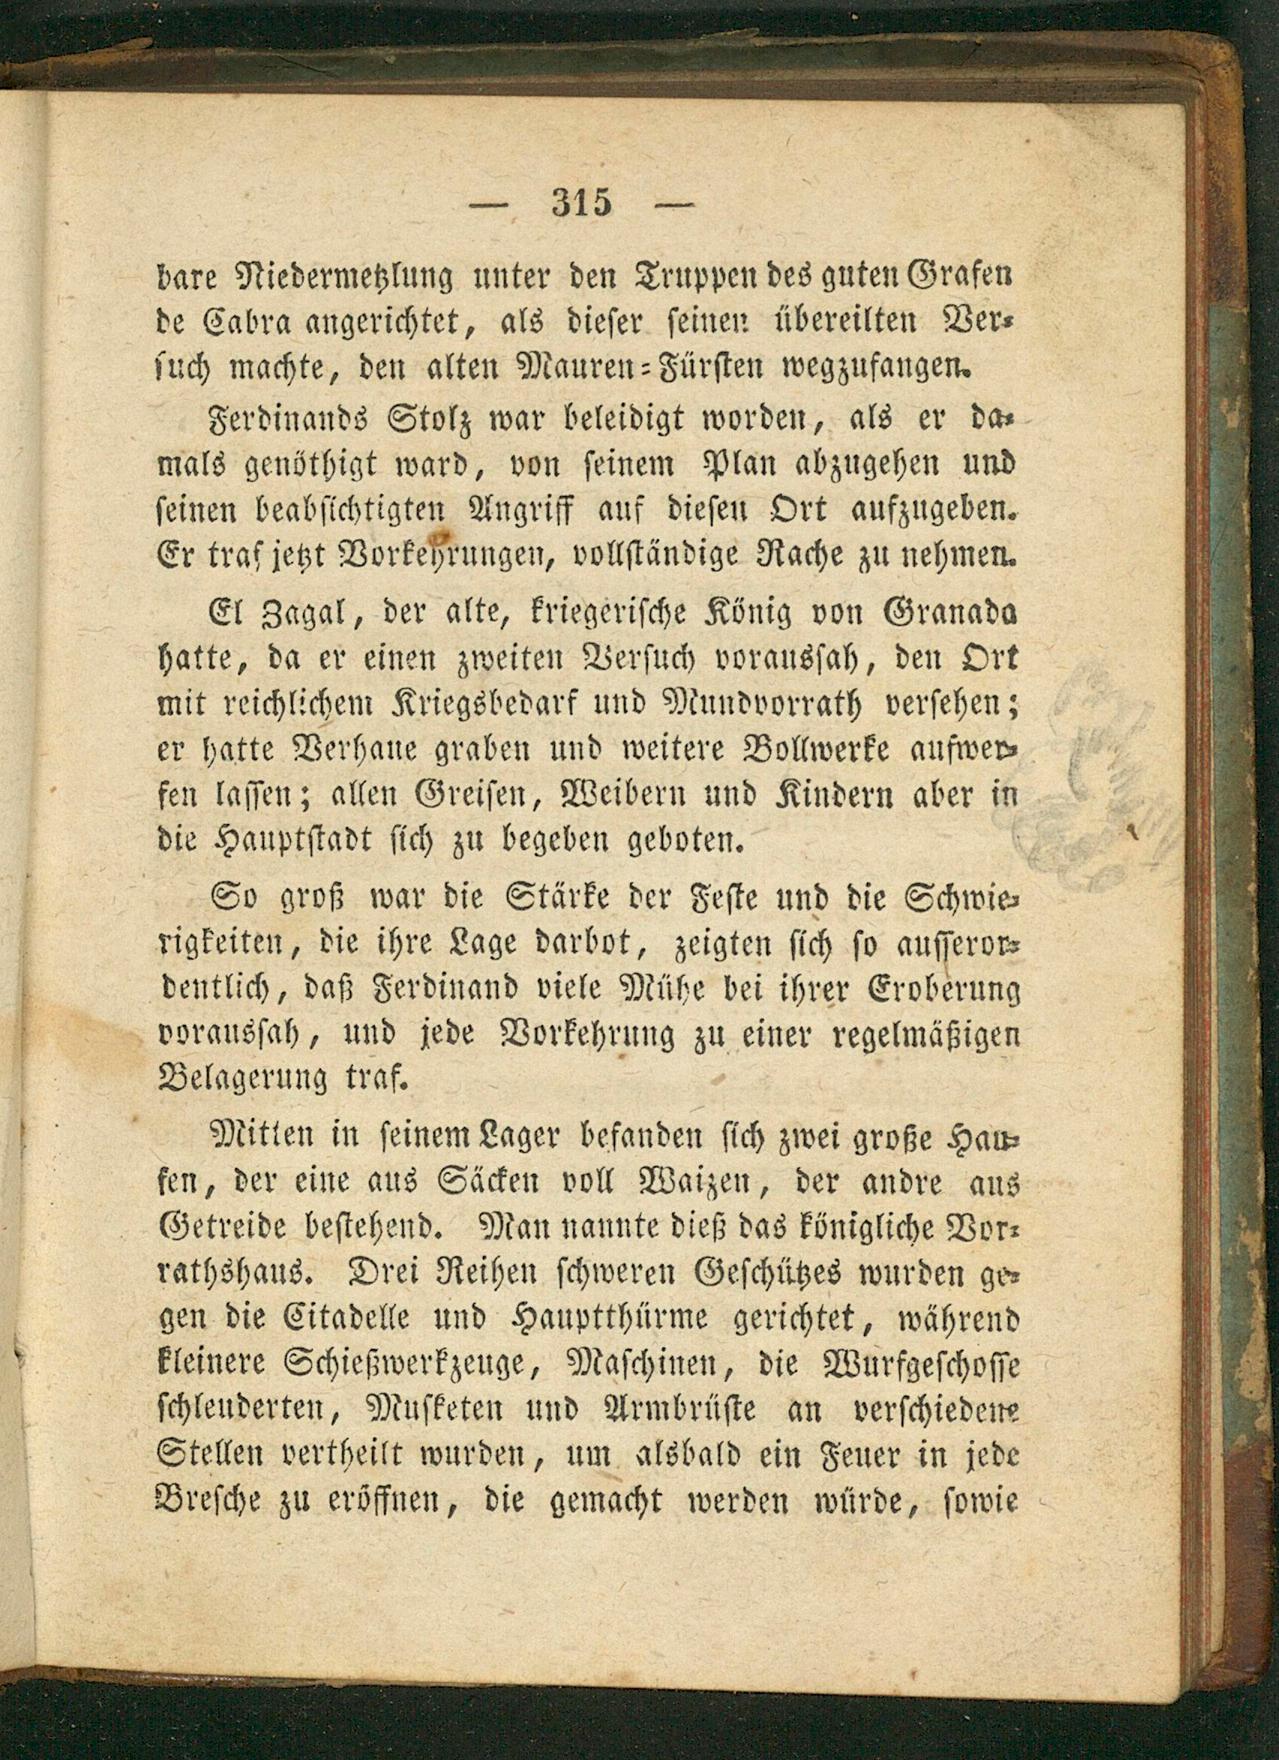 — 315 —
bare Niedermetzlung unter den Truppen des guten Grafen
de Cabra angerichtet, als dieser seinen übereilten Ver-
such machte, den alten Mauren-Fürsten wegzufangen.
Ferdinands Stolz war beleidigt worden, als er da-
mals genöthigt ward, von seinem Plan abzugehen und
seinen beabsichtigten Angriff auf diesen Ort aufzugeben.
Er traf jetzt Vorkehrungen, vollständige Rache zu nehmen.
El Zagal, der alte, kriegerische König von Granada
hatte, da er einen zweiten Versuch voraussah, den Ort
mit reichlichem Kriegsbedarf und Mundvorrath versehen;
er hatte Verhaue graben und weitere Bollwerke aufwer-
fen lassen; allen Greisen, Weibern und Kindern aber in
die Hauptstadt sich zu begeben geboten.
So groß war die Stärke der Feste und die Schwie-
rigkeiten, die ihre Lage darbot, zeigten sich so ausseror-
dentlich, daß Ferdinand viele Mühe bei ihrer Eroberung
voraussah, und jede Vorkehrung zu einer regelmäßigen
Belagerung traf.
Mitten in seinem Lager befanden sich zwei große Hau-
fen, der eine aus Säcken voll Waizen, der andre aus
Getreide bestehend. Man nannte dieß das königliche Vor-
rathshaus. Drei Reihen schweren Geschützes wurden ge-
gen die Citadelle und Hauptthürme gerichtet, während
kleinere Schießwerkzeuge, Maschinen, die Wurfgeschosse
schleuderten, Musketen und Armbrüste an verschiedene
Stellen vertheilt wurden, um alsbald ein Feuer in jede
Bresche zu eröffnen, die gemacht werden würde, sowie